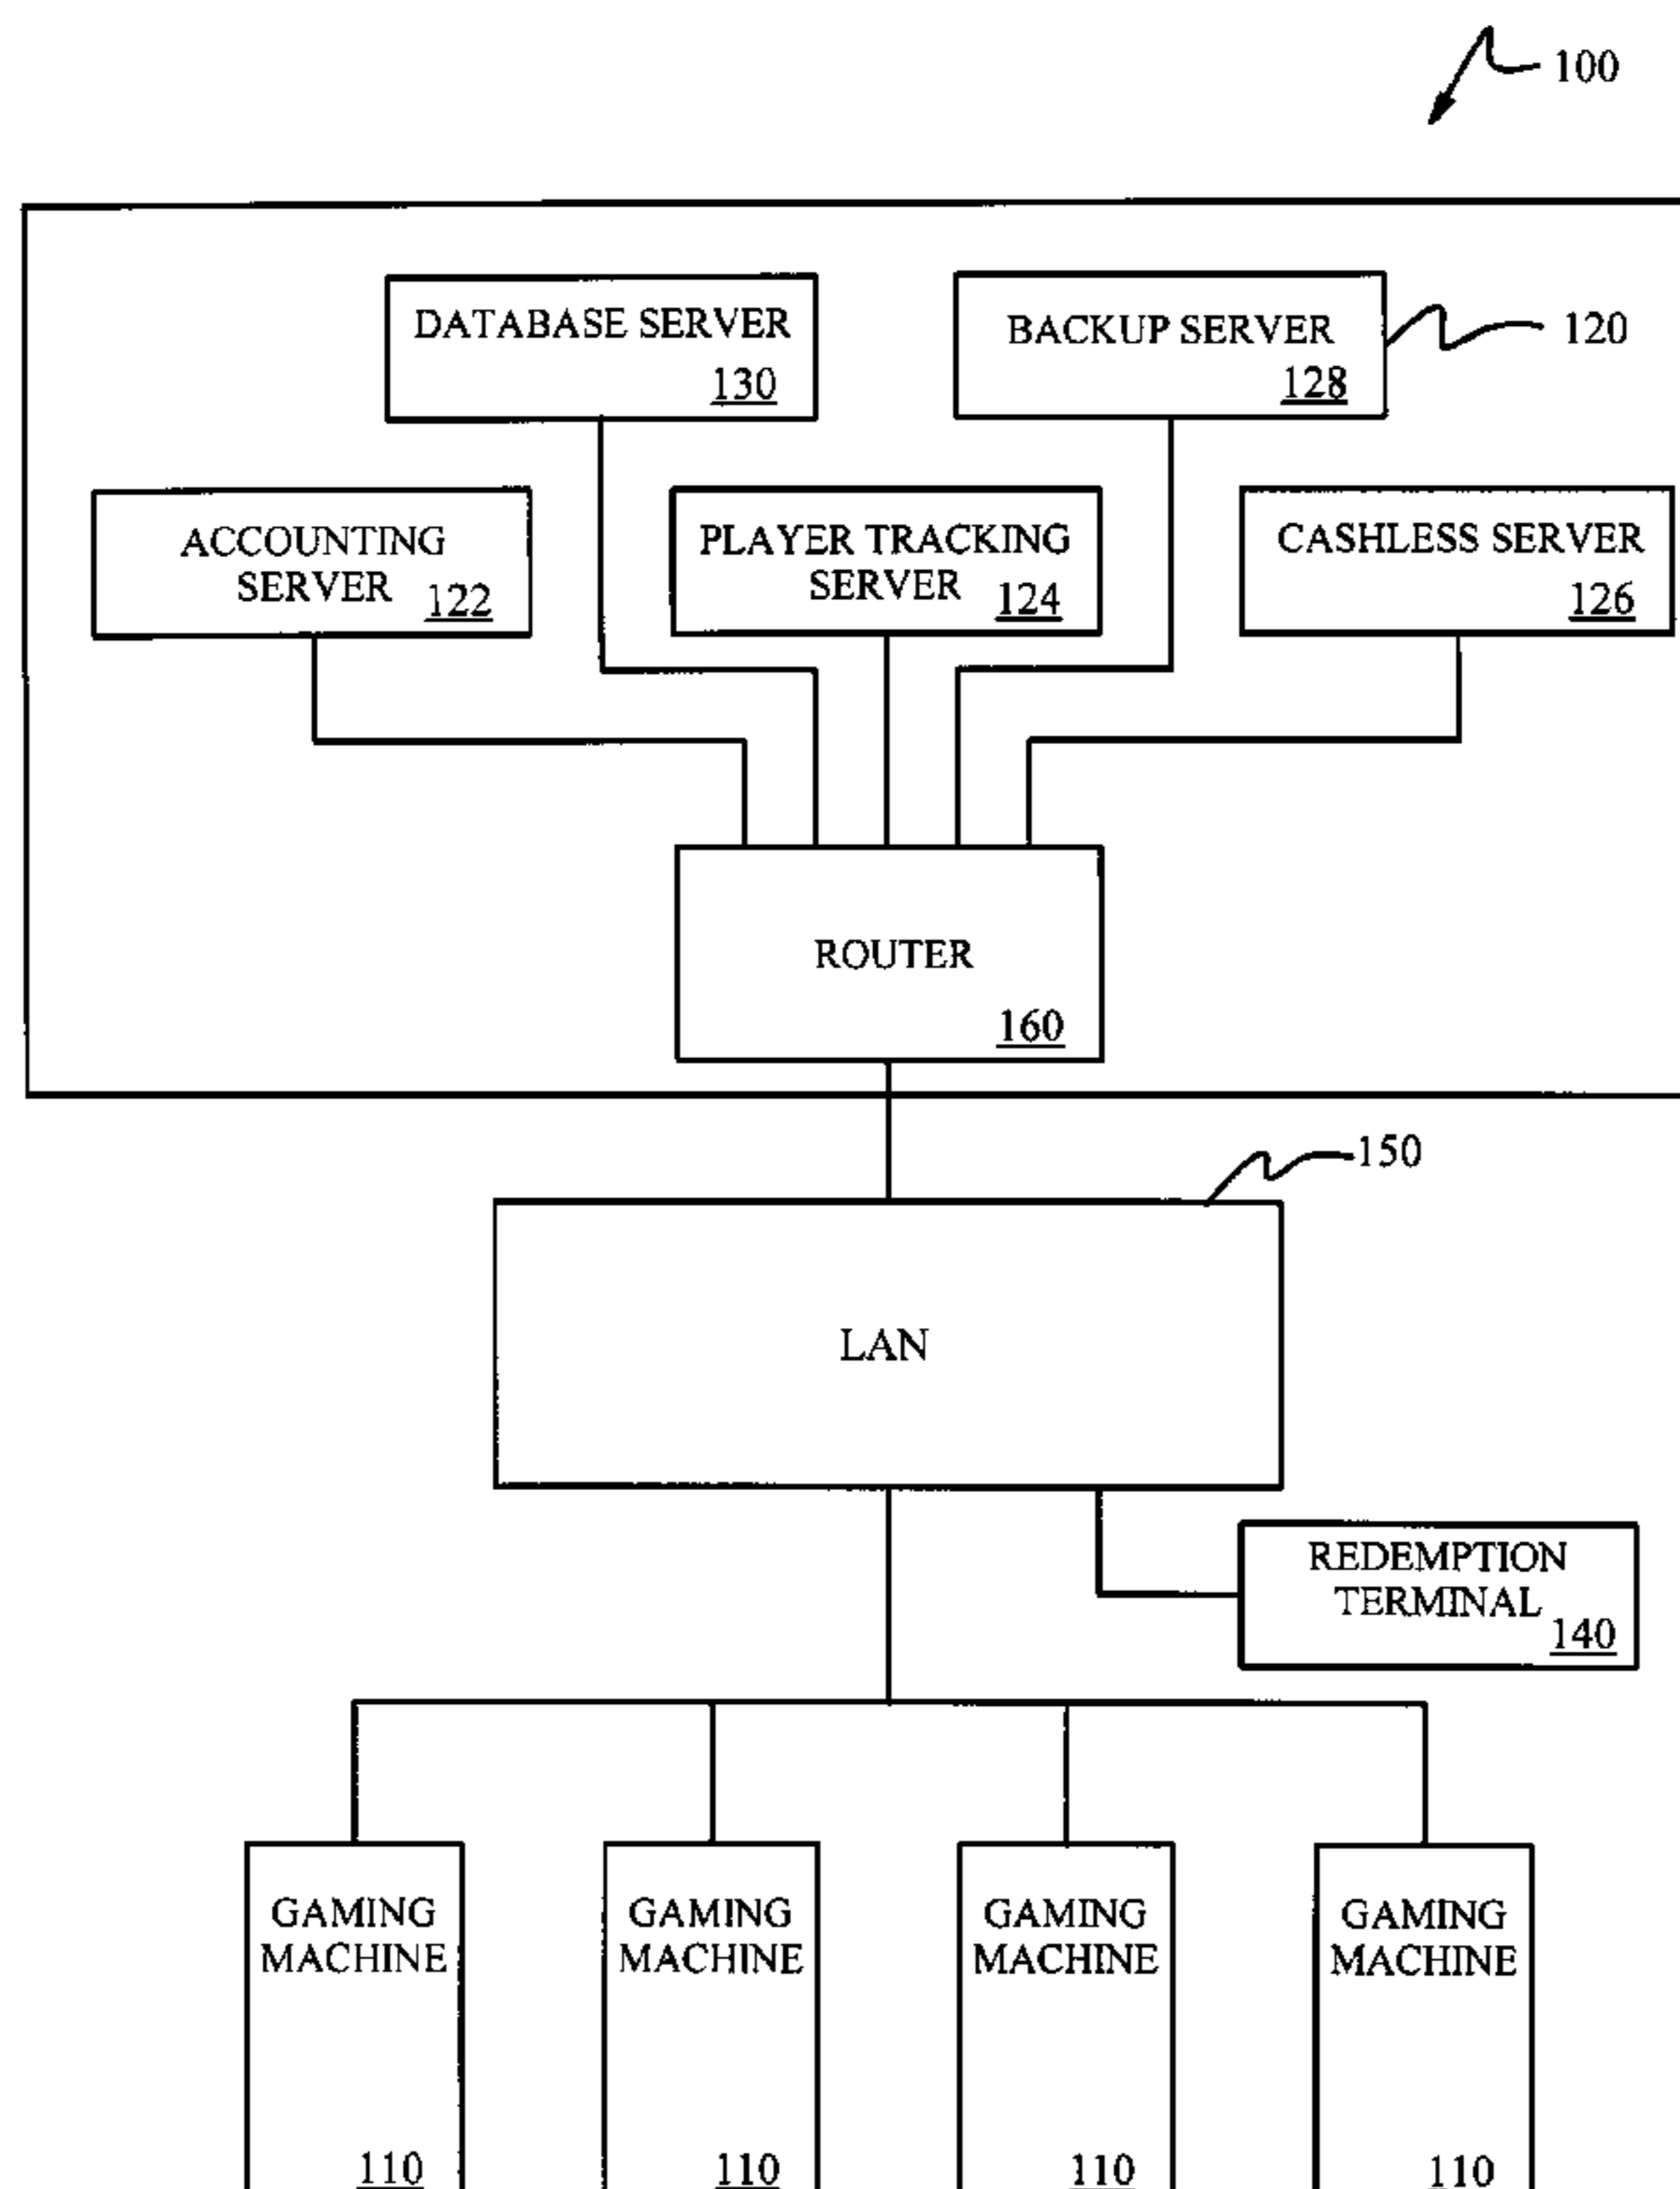 100
DATABASE SERVER
130
BACKUP SERVER
128
120
ACCOUNTING
SERVER
122
PLAYER TRACKING
SERVER
124
CASHLESS SERVER
126
ROUTER
160
150
LAN
REDEMPTION
TERMINAL
140
GAMING
MACHINE
110
GAMING
MACHINE
110
GAMING
MACHINE
110
GAMING
MACHINE
110